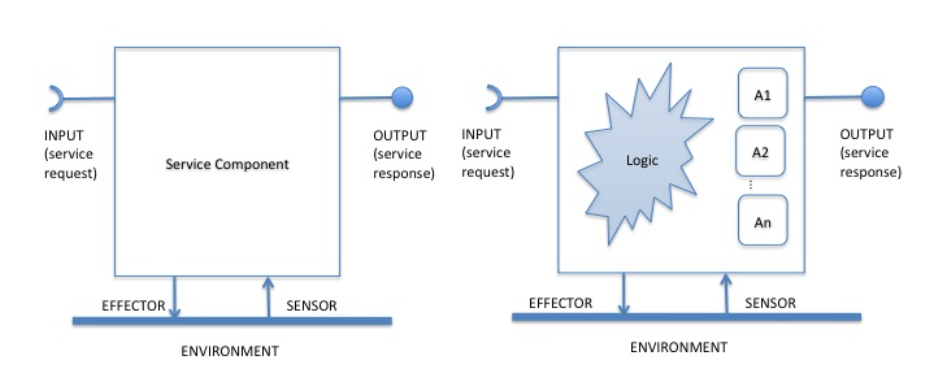 INPUT
(service
request)
Service Component
OUTPUT
(service
response)
EFFECTOR
SENSOR
ENVIRONMENT
INPUT
(service
request)
Logic
A1
A2
...
An
OUTPUT
(service
response)
EFFECTOR
SENSOR
ENVIRONMENT